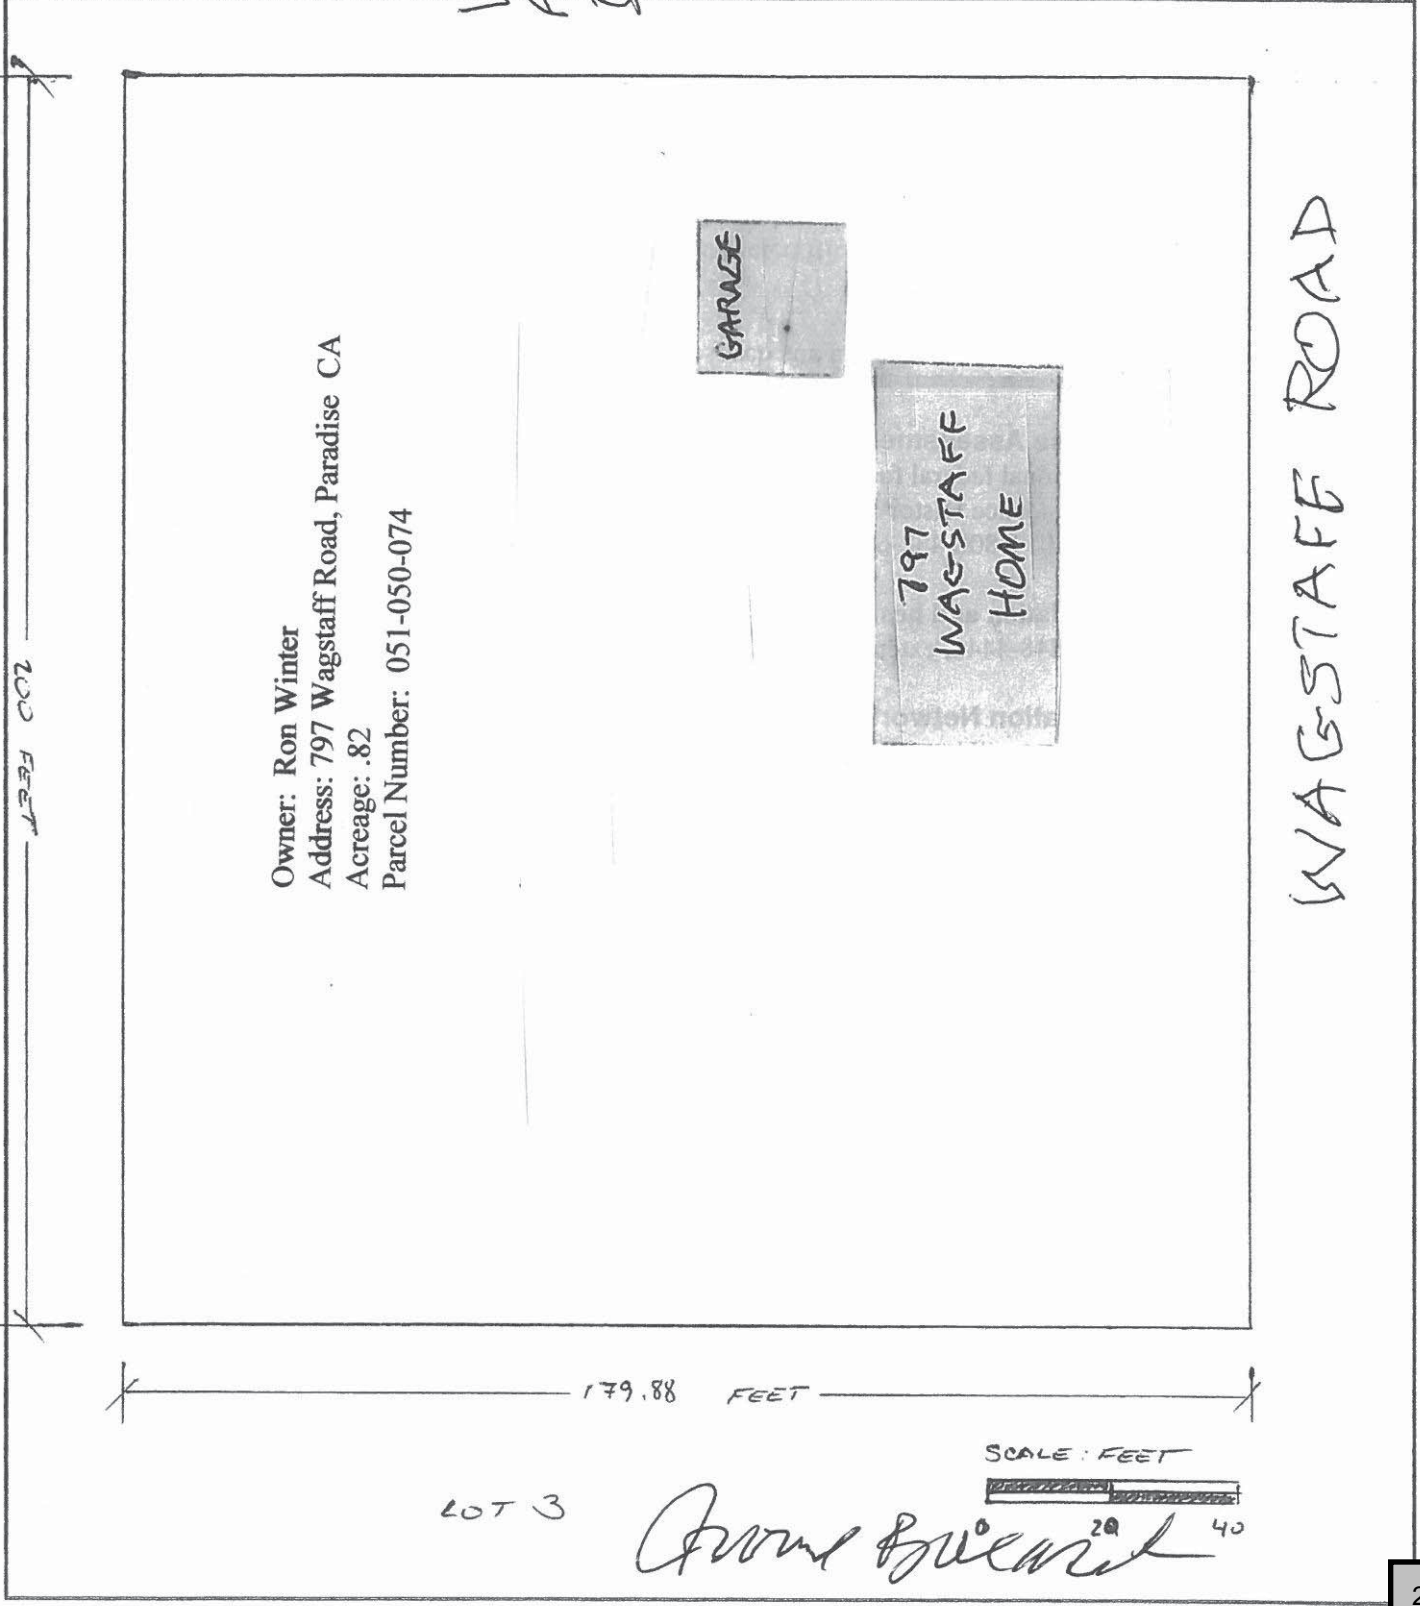 Owner: Ron Winter
Address: 797 Wagstaff Road, Paradise CA
Acreage: .82
Parcel Number: 051-050-074
GARAGE
797
WAGSTAFF
HOME
WAGSTAFF ROAD
200 FEET
179.88 FEET
SCALE: FEET
0 20 40
LOT 3
2